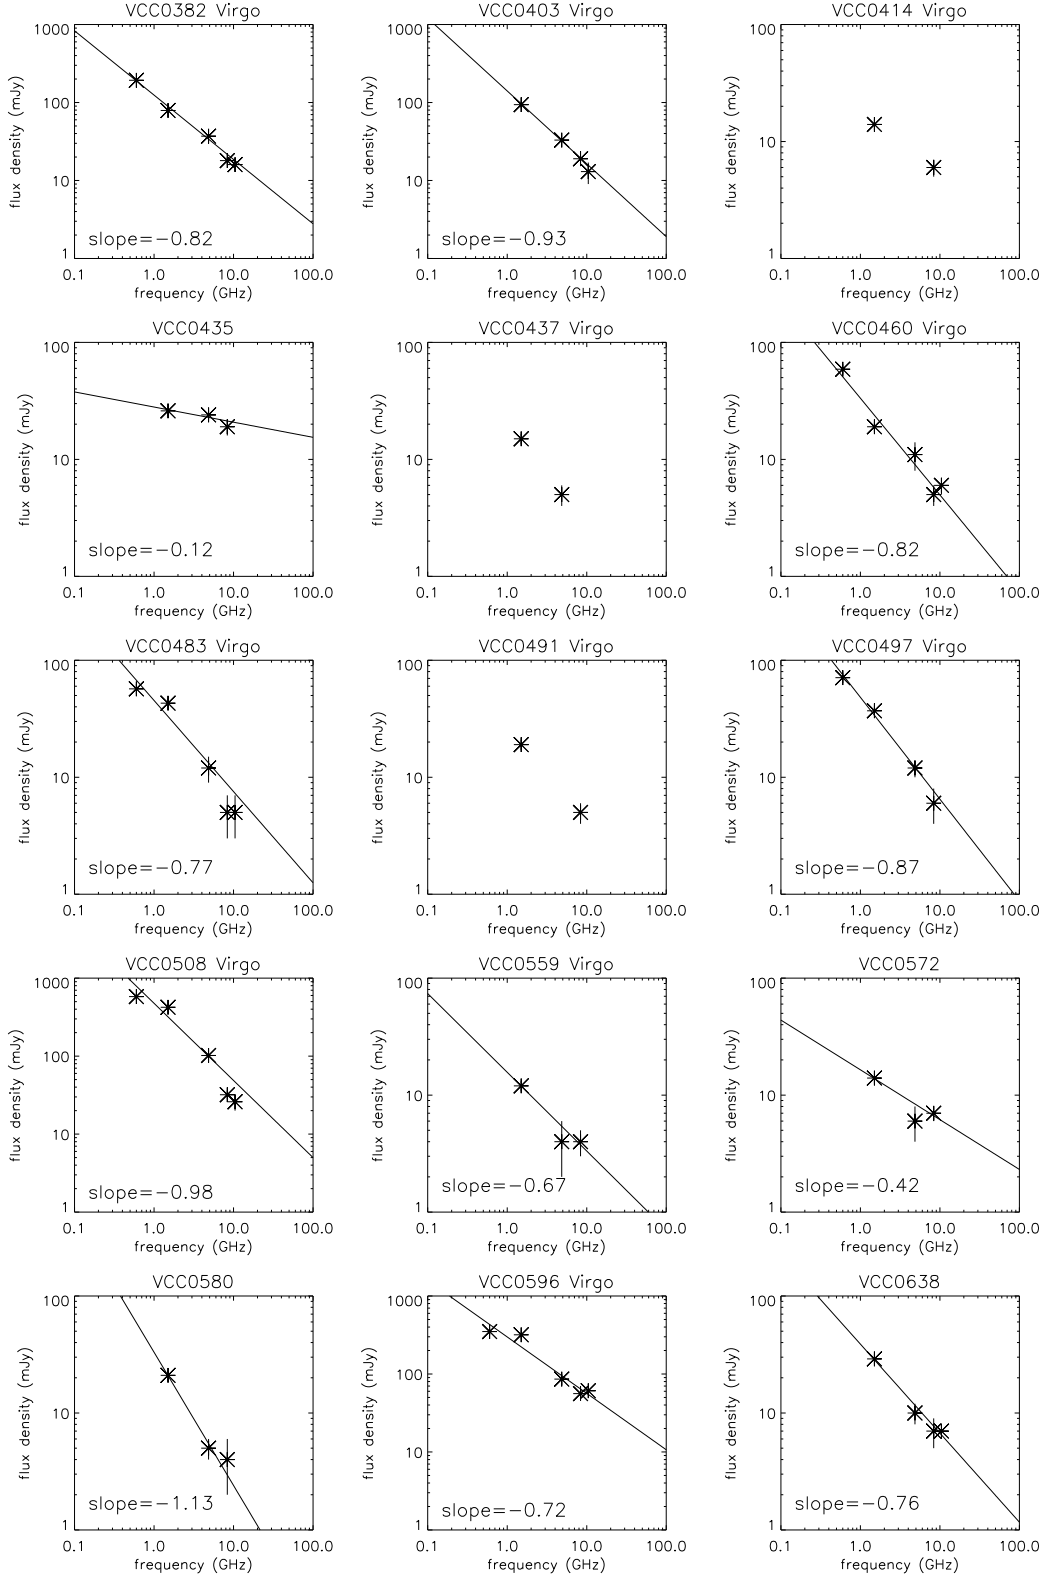 VCC0382 Virgo
1000
100
10
1
flux density (mJy)
slope=−0.82
0.1 1.0 10.0 100.0
frequency (GHz)
VCC0403 Virgo
1000
100
10
1
flux density (mJy)
slope=−0.93
0.1 1.0 10.0 100.0
frequency (GHz)
VCC0414 Virgo
100
10
1
flux density (mJy)
0.1 1.0 10.0 100.0
frequency (GHz)
VCC0435
100
10
1
flux density (mJy)
slope=−0.12
0.1 1.0 10.0 100.0
frequency (GHz)
VCC0437 Virgo
100
10
1
flux density (mJy)
0.1 1.0 10.0 100.0
frequency (GHz)
VCC0460 Virgo
100
10
1
flux density (mJy)
slope=−0.82
0.1 1.0 10.0 100.0
frequency (GHz)
VCC0483 Virgo
100
10
1
flux density (mJy)
slope=−0.77
0.1 1.0 10.0 100.0
frequency (GHz)
VCC0491 Virgo
100
10
1
flux density (mJy)
0.1 1.0 10.0 100.0
frequency (GHz)
VCC0497 Virgo
100
10
1
flux density (mJy)
slope=−0.87
0.1 1.0 10.0 100.0
frequency (GHz)
VCC0508 Virgo
1000
100
10
1
flux density (mJy)
slope=−0.98
0.1 1.0 10.0 100.0
frequency (GHz)
VCC0559 Virgo
100
10
1
flux density (mJy)
slope=−0.67
0.1 1.0 10.0 100.0
frequency (GHz)
VCC0572
100
10
1
flux density (mJy)
slope=−0.42
0.1 1.0 10.0 100.0
frequency (GHz)
VCC0580
100
10
1
flux density (mJy)
slope=−1.13
0.1 1.0 10.0 100.0
frequency (GHz)
VCC0596 Virgo
1000
100
10
1
flux density (mJy)
slope=−0.72
0.1 1.0 10.0 100.0
frequency (GHz)
VCC0638
100
10
1
flux density (mJy)
slope=−0.76
0.1 1.0 10.0 100.0
frequency (GHz)